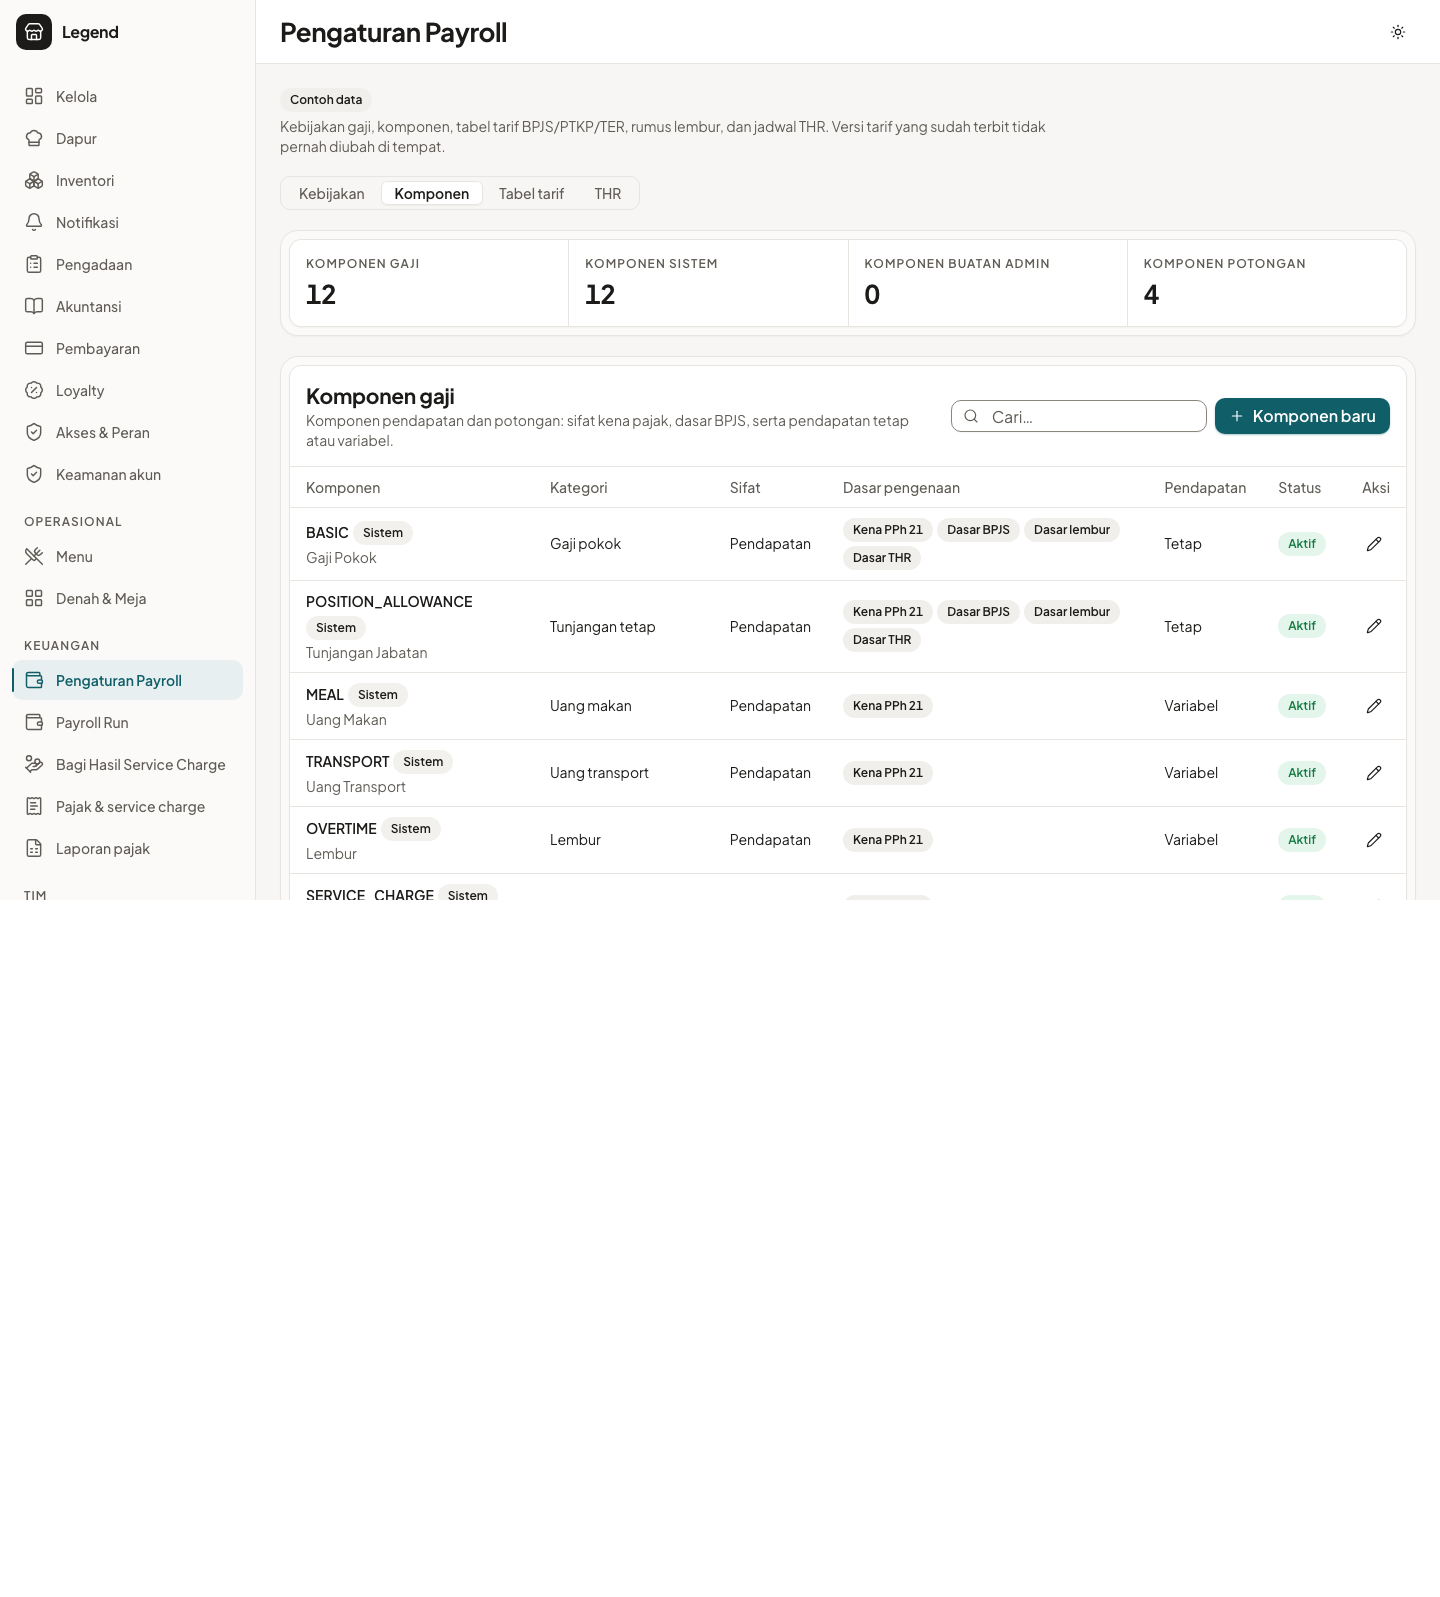 Legend
Pengaturan Payroll
Kelola
Dapur
Inventori
Notifikasi
Pengadaan
Akuntansi
Pembayaran
Loyalty
Akses & Peran
Keamanan akun
OPERASIONAL
Menu
Denah & Meja
KEUANGAN
Pengaturan Payroll
Payroll Run
Bagi Hasil Service Charge
Pajak & service charge
Laporan pajak
TIM
Contoh data
Kebijakan gaji, komponen, tabel tarif BPJS/PTKP/TER, rumus lembur, dan jadwal THR. Versi tarif yang sudah terbit tidak
pernah diubah di tempat.
Kebijakan Komponen Tabel tarif THR
KOMPONEN GAJI KOMPONEN SISTEM KOMPONEN BUATAN ADMIN KOMPONEN POTONGAN
12 12 0 4
Komponen gaji
Komponen pendapatan dan potongan: sifat kena pajak, dasar BPJS, serta pendapatan tetap
atau variabel.
Cari... Komponen baru
Komponen Kategori Sifat Dasar pengenaan Pendapatan Status Aksi
BASIC Sistem
Gaji Pokok
Gaji pokok Pendapatan Kena PPh 21 Dasar BPJS Dasar lembur
Dasar THR
Tetap Aktif
POSITION_ALLOWANCE
Sistem
Tunjangan Jabatan
Tunjangan tetap Pendapatan Kena PPh 21 Dasar BPJS Dasar lembur
Dasar THR
Tetap Aktif
MEAL Sistem
Uang Makan
Uang makan Pendapatan Kena PPh 21 Variabel Aktif
TRANSPORT Sistem
Uang Transport
Uang transport Pendapatan Kena PPh 21 Variabel Aktif
OVERTIME Sistem
Lembur
Lembur Pendapatan Kena PPh 21 Variabel Aktif
SERVICE_CHARGE Sistem